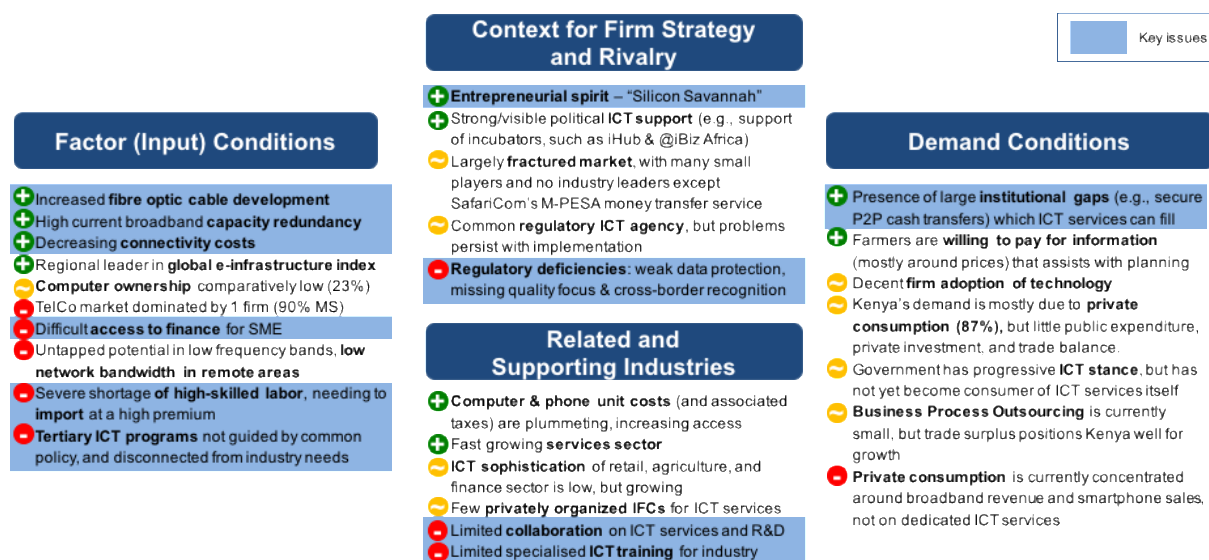 Context for Firm Strategy
and Rivalry
Key issues
Entrepreneurial spirit – “Silicon Savannah”
Strong/visible political ICT support (e.g., support
of incubators, such as iHub & @iBiz Africa)
Largely fractured market, with many small
players and no industry leaders except
SafariCom's M-PESA money transfer service
Common regulatory ICT agency, but problems
persist with implementation
Regulatory deficiencies: weak data protection,
missing quality focus & cross-border recognition
Factor (Input) Conditions
Increased fibre optic cable development
High current broadband capacity redundancy
Decreasing connectivity costs
Regional leader in global e-infrastructure index
Computer ownership comparatively low (23%)
TelCo market dominated by 1 firm (90% MS)
Difficult access to finance for SME
Untapped potential in low frequency bands, low
network bandwidth in remote areas
Severe shortage of high-skilled labor, needing to
import at a high premium
Tertiary ICT programs not guided by common
policy, and disconnected from industry needs
Related and
Supporting Industries
Computer & phone unit costs (and associated
taxes) are plummeting, increasing access
Fast growing services sector
ICT sophistication of retail, agriculture, and
finance sector is low, but growing
Few privately organized IFCs for ICT services
Limited collaboration on ICT services and R&D
Limited specialised ICT training for industry
Demand Conditions
Presence of large institutional gaps (e.g., secure
P2P cash transfers) which ICT services can fill
Farmers are willing to pay for information
(mostly around prices) that assists with planning
Decent firm adoption of technology
Kenya's demand is mostly due to private
consumption (87%), but little public expenditure,
private investment, and trade balance.
Government has progressive ICT stance, but has
not yet become consumer of ICT services itself
Business Process Outsourcing is currently
small, but trade surplus positions Kenya well for
growth
Private consumption is currently concentrated
around broadband revenue and smartphone sales,
not on dedicated ICT services